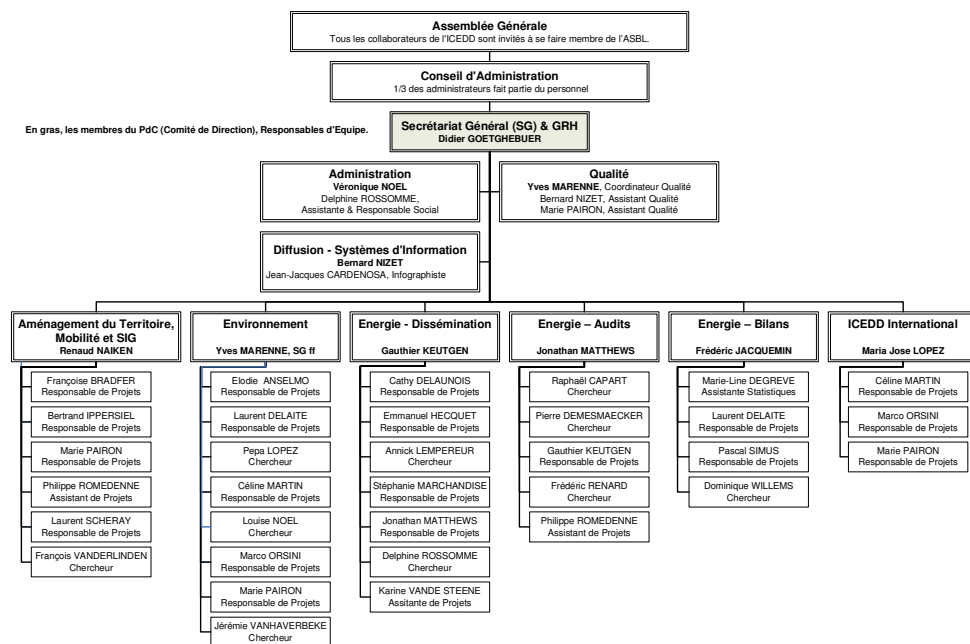 Assemblée Générale
Tous les collaborateurs de l'ICEDD sont invités à se faire membre de l'ASBL.
Conseil d'Administration
1/3 des administrateurs fait partie du personnel
En gras, les membres du PdC (Comité de Direction), Responsables d'Equipe.
Secrétariat Général (SG) & GRH
Didier GOETGHEBUER
Administration
Véronique NOEL
Delphine ROSSOMME,
Assistante & Responsable Social
Qualité
Yves MARENNE, Coordinateur Qualité
Bernard NIZET, Assistant Qualité
Marie PAIRON, Assistant Qualité
Diffusion - Systèmes d'Information
Bernard NIZET
Jean-Jacques CARDENOSA, Infographiste
Aménagement du Territoire,
Mobilité et SIG
Renaud NAIKEN
Françoise BRADFER
Responsable de Projets
Bertrand IPPERSIEL
Responsable de Projets
Marie PAIRON
Responsable de Projets
Philippe ROMEDENNE
Assistant de Projets
Laurent SCHERAY
Responsable de Projets
François VANDERLINDEN
Chercheur
Environnement
Yves MARENNE, SG ff
Elodie ANSELMO
Responsable de Projets
Laurent DELAITE
Responsable de Projets
Pepa LOPEZ
Chercheur
Céline MARTIN
Responsable de Projets
Louise NOEL
Chercheur
Marco ORSINI
Responsable de Projets
Marie PAIRON
Responsable de Projets
Jérémie VANHAVERBEKE
Chercheur
Energie - Dissémination
Gauthier KEUTGEN
Cathy DELAUNOIS
Responsable de Projets
Emmanuel HECQUET
Responsable de Projets
Annick LEMPEREUR
Chercheur
Stéphanie MARCHANDISE
Responsable de Projets
Jonathan MATTHEWS
Responsable de Projets
Delphine ROSSOMME
Chercheur
Karine VANDE STEENE
Assitante de Projets
Energie – Audits
Jonathan MATTHEWS
Raphaël CAPART
Chercheur
Pierre DEMESMAECKER
Chercheur
Gauthier KEUTGEN
Responsable de Projets
Frédéric RENARD
Chercheur
Philippe ROMEDENNE
Assistant de Projets
Energie – Bilans
Frédéric JACQUEMIN
Marie-Line DEGREVE
Assistante Statistiques
Laurent DELAITE
Responsable de Projets
Pascal SIMUS
Responsable de Projets
Dominique WILLEMS
Chercheur
ICEDD International
Maria Jose LOPEZ
Céline MARTIN
Responsable de Projets
Marco ORSINI
Responsable de Projets
Marie PAIRON
Responsable de Projets